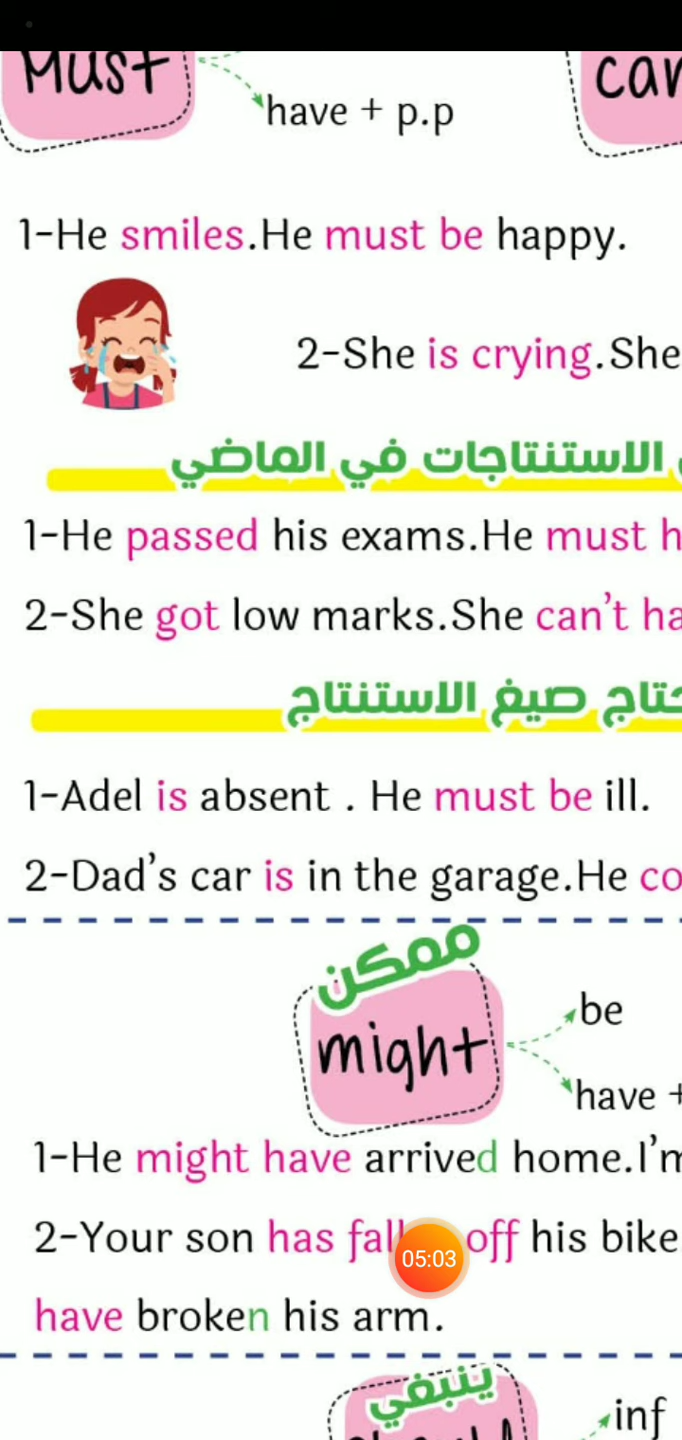 Must
can
have + p.p
1-He smiles.He must be happy.
2-She is crying.She
الاستنتاجات في الماضي
1-He passed his exams.He must h
2-She got low marks.She can't ha
صيغ الاستنتاج
1-Adel is absent . He must be ill.
2-Dad's car is in the garage.He co
ممكن
might
be
have +
1-He might have arrived home.I'm
2-Your son has fall off his bike
05:03
have broken his arm.
ينبغي
inf